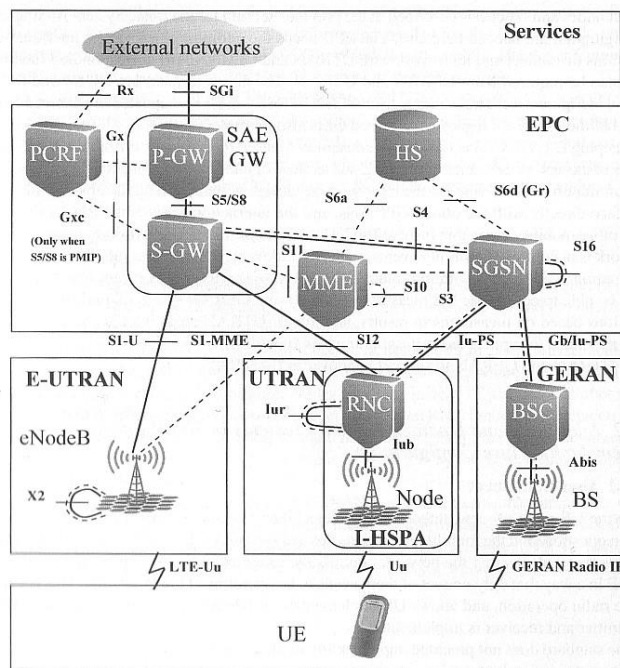 Services
External networks
Rx
SGi
EPC
Gx
SAE
GW
PCRF
P-GW
HS
S6a
S6d (Gr)
S5/S8
S4
Gxc
(Only when
S5/S8 is PMIP)
S-GW
S11
S16
MME
SGSN
S10
S3
S1-U
S1-MME
S12
Iu-PS
Gb/Iu-PS
E-UTRAN
UTRAN
GERAN
RNC
BSC
Iur
eNodeB
Iub
Abis
X2
Node
BS
I-HSPA
LTE-Uu
Uu
GERAN Radio IF
UE